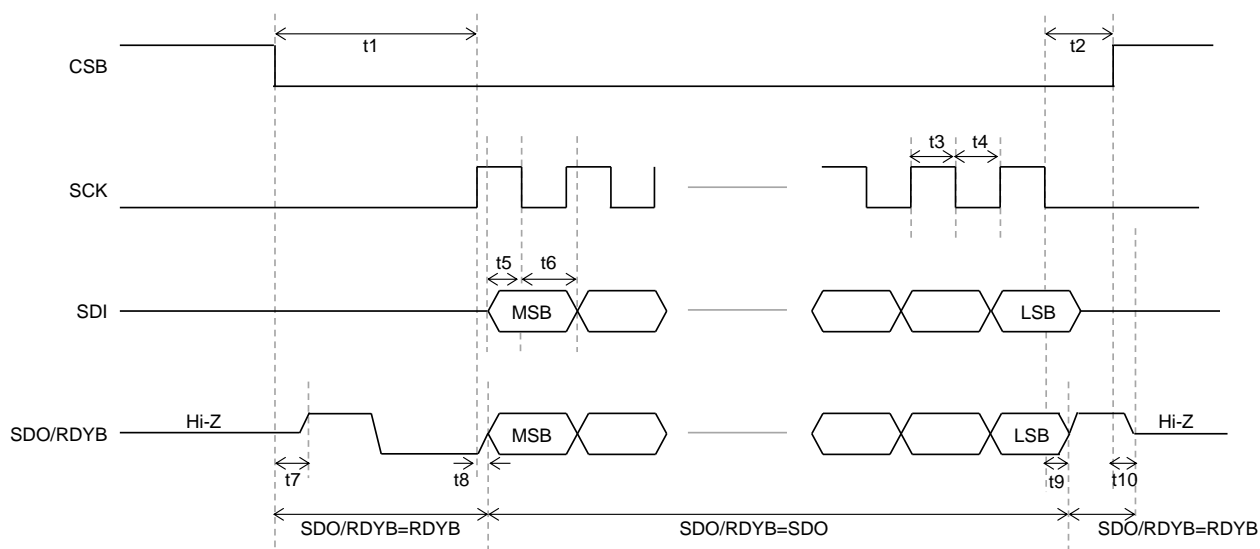 t1
t2
CSB
t3
t4
SCK
t5
t6
SDI
MSB
LSB
SDO/RDYB
Hi-Z
MSB
LSB
Hi-Z
t7
t8
t9
t10
SDO/RDYB=RDYB
SDO/RDYB=SDO
SDO/RDYB=RDYB